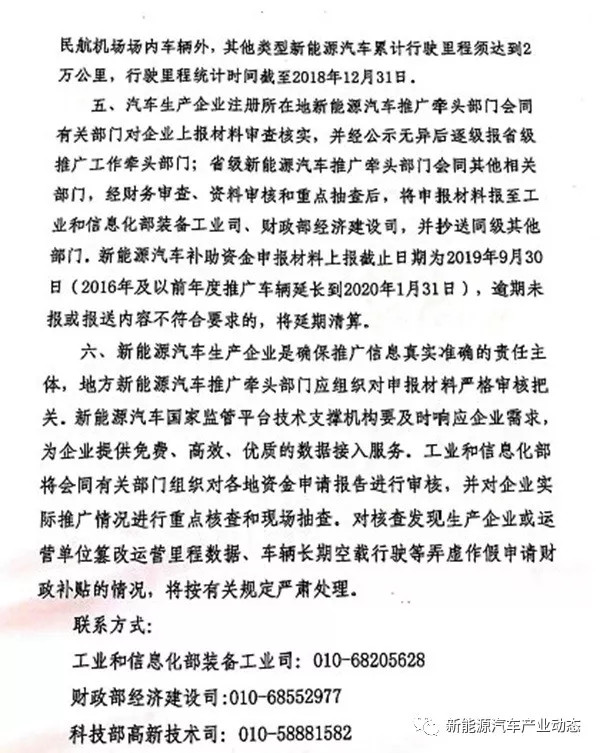 民航机场场内车辆外，其他类型新能源汽车累计行驶里程须达到2
万公里，行驶里程统计时间截至2018年12月31日。
五、汽车生产企业注册所在地新能源汽车推广牵头部门会同
有关部门对企业上报材料审查核实，并经公示无异后逐级报省级
推广工作牵头部门；省级新能源汽车推广牵头部门会同其他相关
部门，经财务审查、资料审核和重点抽查后，将申报材料报至工
业和信息化部装备工业司、财政部经济建设司，并抄送同级其他
部门．新能源汽车补助资金申报材料上报截止日期为2019年9月30
日（2016年及以前年度推广车辆延长到2020年1月31日），逾期未
报或报送内容不符合要求的，将延期清算。
六、新能源汽车生产企业是确保推广信息真实准确的责任主
体，地方新能源汽车推广牵头部门应组织对申报材料严格审核把
关．新能源汽车国家监管平台技术支撑机构要及时响应企业需求，
为企业提供免费、高效、优质的数据接入服务。工业和信息化部
将会同有关部门组织对各地资金申请报告进行审核，并对企业实
际推广情况进行重点核查和现场抽查．对核查发现生产企业或运
营单位篡改运营里程数据、车辆长期空载行驶等弄虚作假申请财
政补贴的情况，将按有关规定严肃处理。
联系方式：
工业和信息化部装备工业司：010-68205628
财政部经济建设司:010-68552977
科技部高新技术司：010-58881582
新能源汽车产业动态